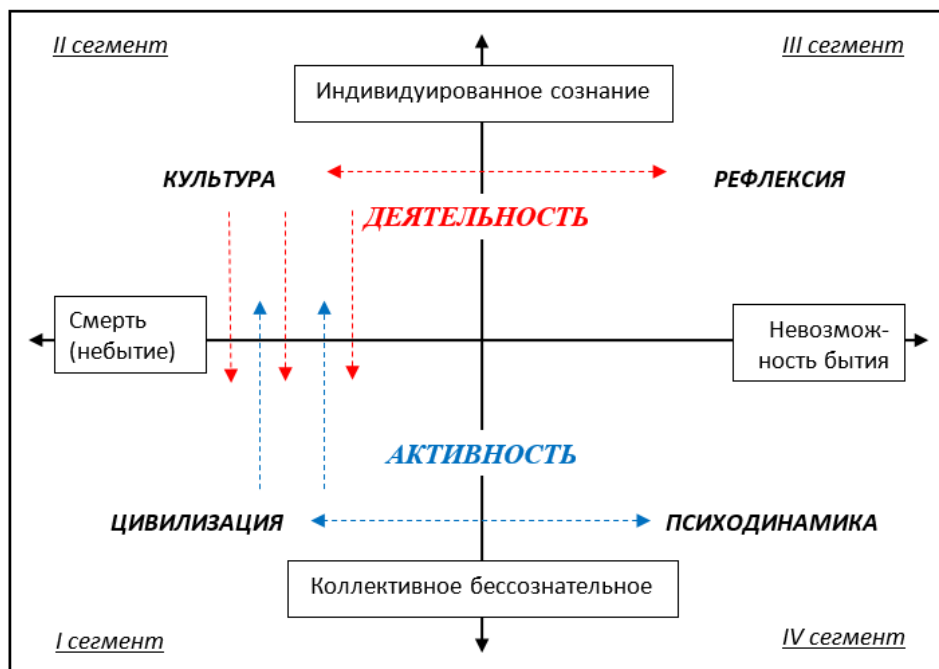 II сегмент
III сегмент
Индивидуированное сознание
КУЛЬТУРА
РЕФЛЕКСИЯ
ДЕЯТЕЛЬНОСТЬ
Смерть
(небытие)
Невозмож-
ность бытия
АКТИВНОСТЬ
ЦИВИЛИЗАЦИЯ
ПСИХОДИНАМИКА
Коллективное бессознательное
I сегмент
IV сегмент